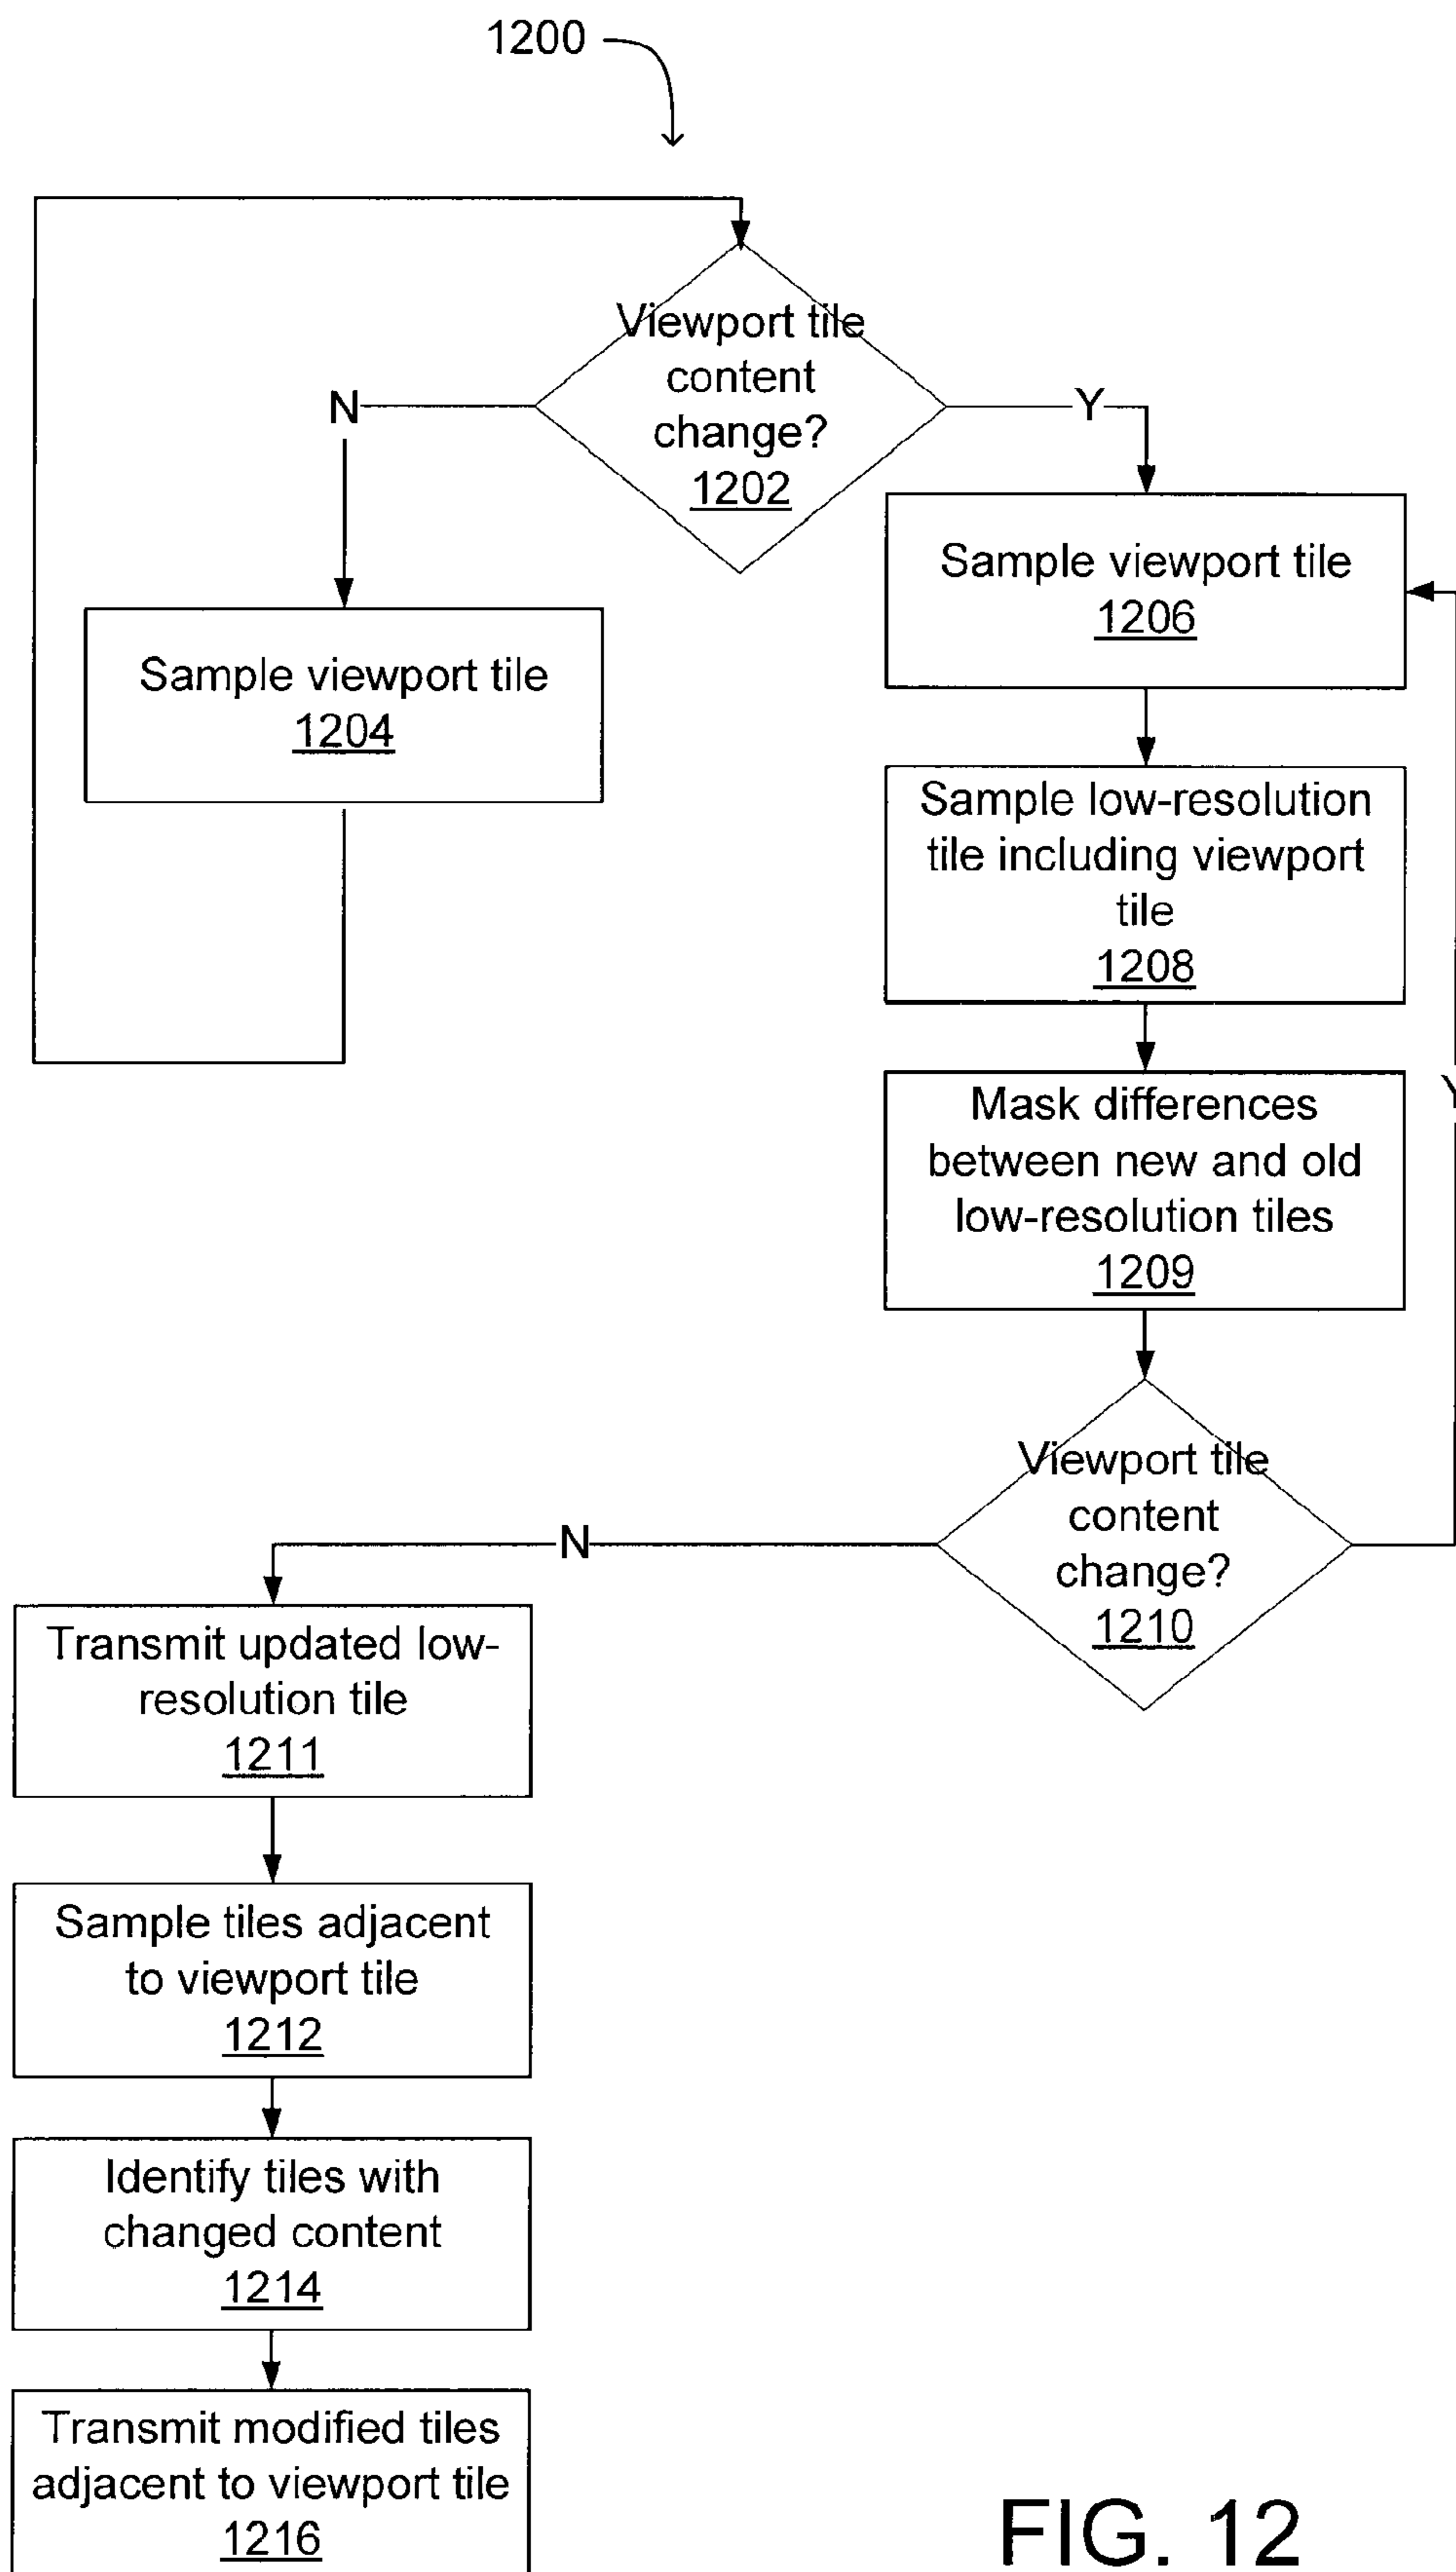 1200
Viewport tile
content
change?
1202
N
Y
Sample viewport tile
1206
Sample viewport tile
1204
Sample low-resolution
tile including viewport
tile
1208
Mask differences
between new and old
low-resolution tiles
1209
Y
Viewport tile
content
change?
1210
N
Transmit updated low-
resolution tile
1211
Sample tiles adjacent
to viewport tile
1212
Identify tiles with
changed content
1214
Transmit modified tiles
adjacent to viewport tile
1216
FIG. 12